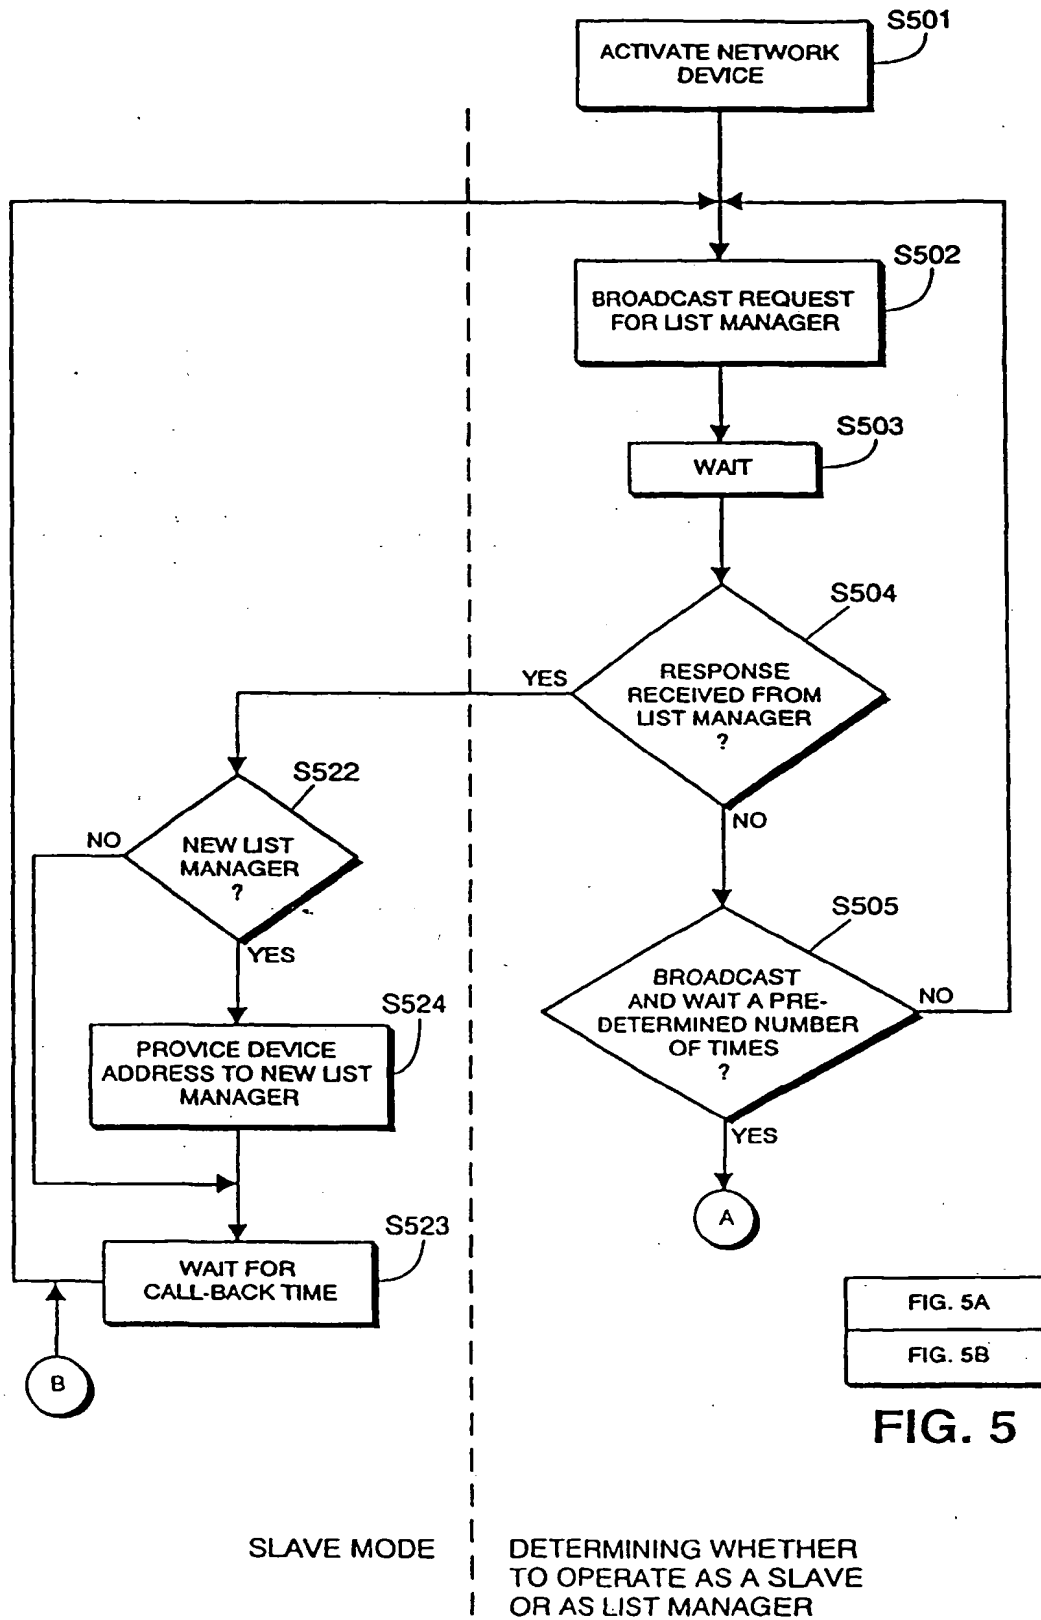 S501
ACTIVATE NETWORK
DEVICE
S502
BROADCAST REQUEST
FOR LIST MANAGER
S503
WAIT
S504
RESPONSE
RECEIVED FROM
LIST MANAGER
?
YES
NO
S522
NEW LIST
MANAGER
?
NO
YES
S505
BROADCAST
AND WAIT A PRE-
DETERMINED NUMBER
OF TIMES
?
NO
YES
A
S524
PROVICE DEVICE
ADDRESS TO NEW LIST
MANAGER
S523
WAIT FOR
CALL-BACK TIME
B
FIG. 5A
FIG. 5B
FIG. 5
SLAVE MODE
DETERMINING WHETHER
TO OPERATE AS A SLAVE
OR AS LIST MANAGER